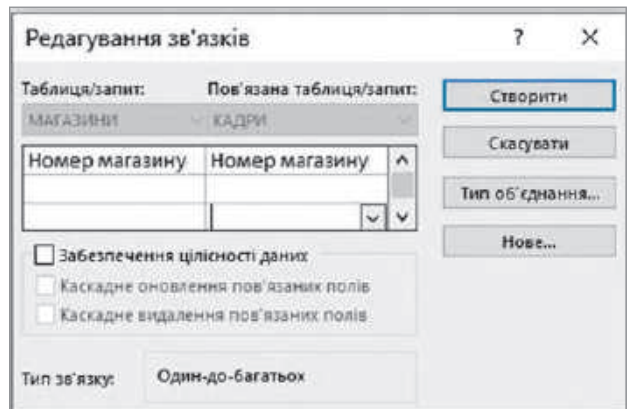 Редагування зв'язків ? ×
Таблиця/запит: Пов'язана таблиця/запит:
МАГАЗИНИ КАДРИ
Номер магазину Номер магазину
Забезпечення цілісності даних
Каскадне оновлення пов'язаних полів
Каскадне видалення пов'язаних полів
Тип зв'язку: Один-до-багатьох
Створити
Скасувати
Тип об'єднання...
Нове...